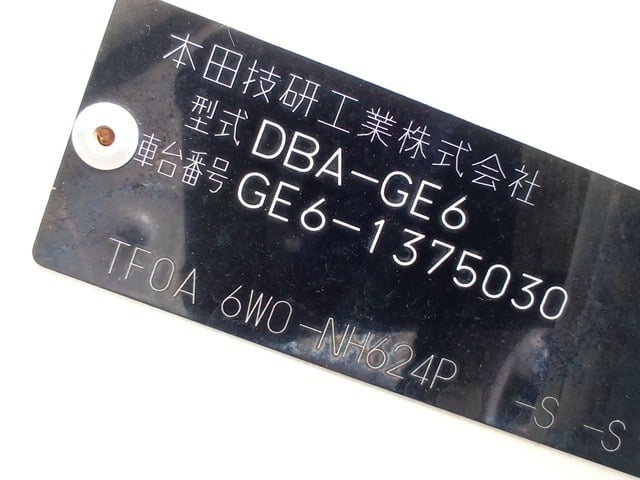 本田技研工業株式会社
型式 DBA-GE6
車台番号 GE6-1375030
TF0A 6W0-NH624P -S -S